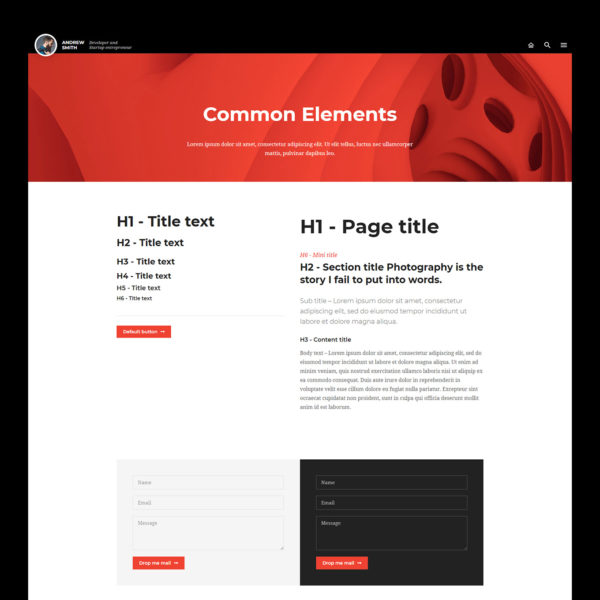 ANDREW
SMITH
Developer and
Startup entrepreneur
Common Elements
Lorem ipsum dolor sit amet, consectetur adipiscing elit. Ut elit tellus, luctus nec ullamcorper
mattis, pulvinar dapibus leo.
H1 - Title text
H2 - Title text
H3 - Title text
H4 - Title text
H5 - Title text
H6 - Title text
Default button →
H1 - Page title
H6 - Mini title
H2 - Section title Photography is the
story I fail to put into words.
Sub title – Lorem ipsum dolor sit amet, consectetur
adipiscing elit, sed do eiusmod tempor incididunt ut
labore et dolore magna aliqua.
H3 - Content title
Body text – Lorem ipsum dolor sit amet, consectetur adipiscing elit, sed do
eiusmod tempor incididunt ut labore et dolore magna aliqua. Ut enim ad
minim veniam, quis nostrud exercitation ullamco laboris nisi ut aliquip ex
ea commodo consequat. Duis aute irure dolor in reprehenderit in
voluptate velit esse cillum dolore eu fugiat nulla pariatur. Excepteur sint
occaecat cupidatat non proident, sunt in culpa qui officia deserunt mollit
anim id est laborum.
Name
Email
Message
Drop me mail →
Name
Email
Message
Drop me mail →